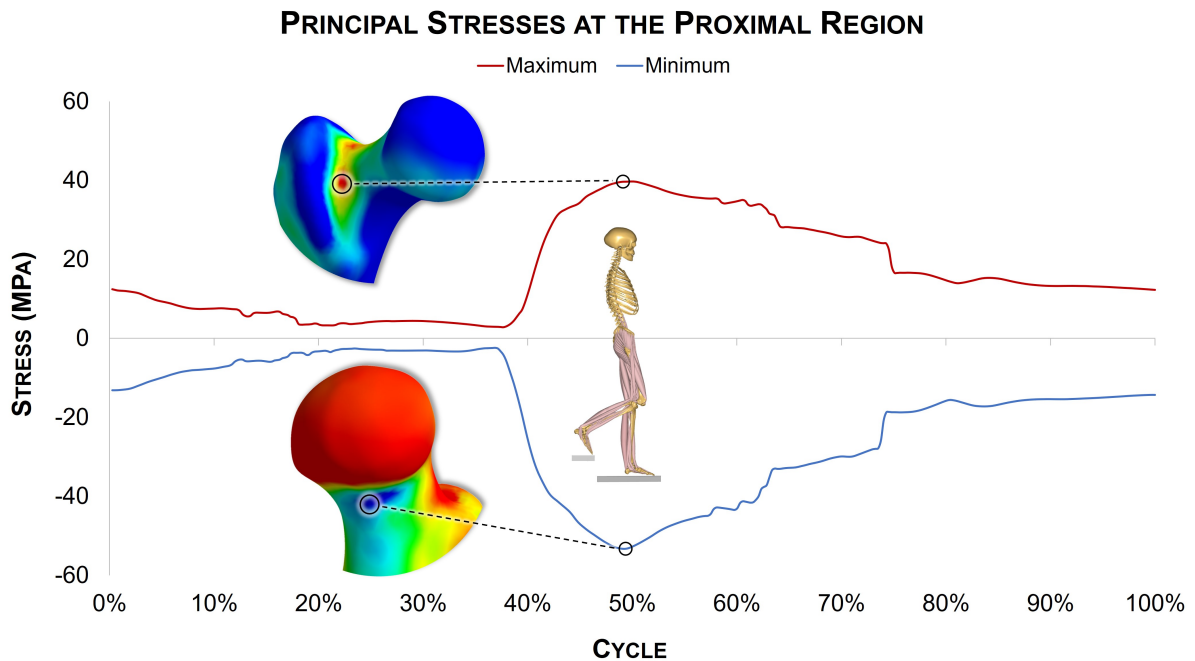 PRINCIPAL STRESSES AT THE PROXIMAL REGION
Maximum Minimum
60
40
20
0
-20
-40
-60
STRESS (MPA)
0% 10% 20% 30% 40% 50% 60% 70% 80% 90% 100%
CYCLE